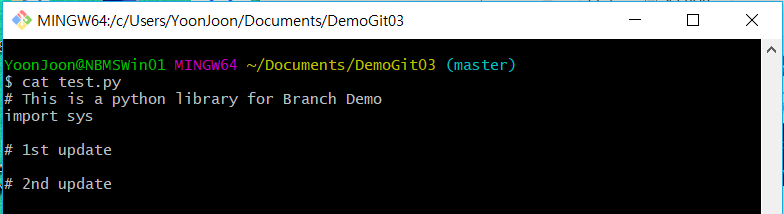 MINGW64:/c/Users/YoonJoon/Documents/DemoGit03
YoonJoon@NBMSWin01 MINGW64 ~/Documents/DemoGit03 (master)
$ cat test.py
# This is a python library for Branch Demo
import sys
# 1st update
# 2nd update